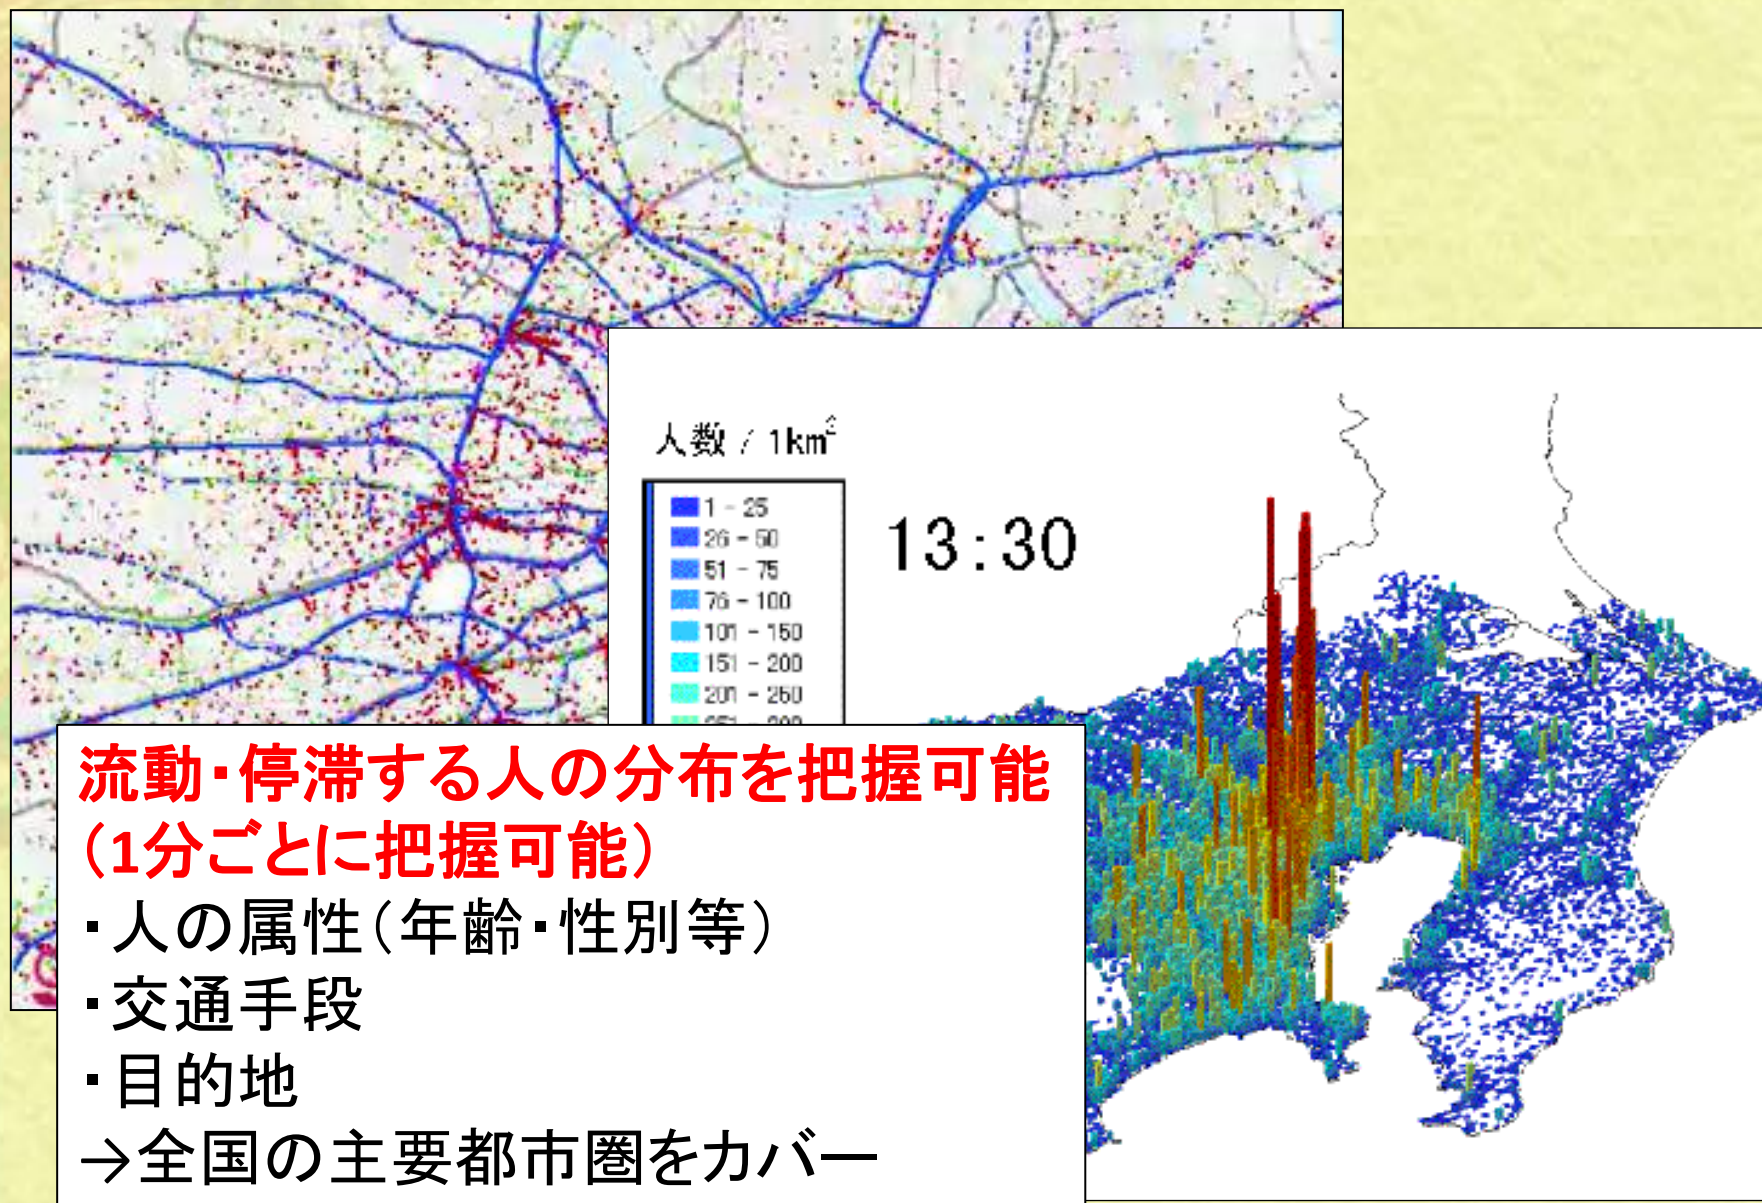 人数 / 1km²
1 - 25
26 - 50
51 - 75
76 - 100
101 - 150
151 - 200
201 - 250
13:30
流動・停滞する人の分布を把握可能
（1分ごとに把握可能）
・人の属性（年齢・性別等）
・交通手段
・目的地
→全国の主要都市圏をカバー